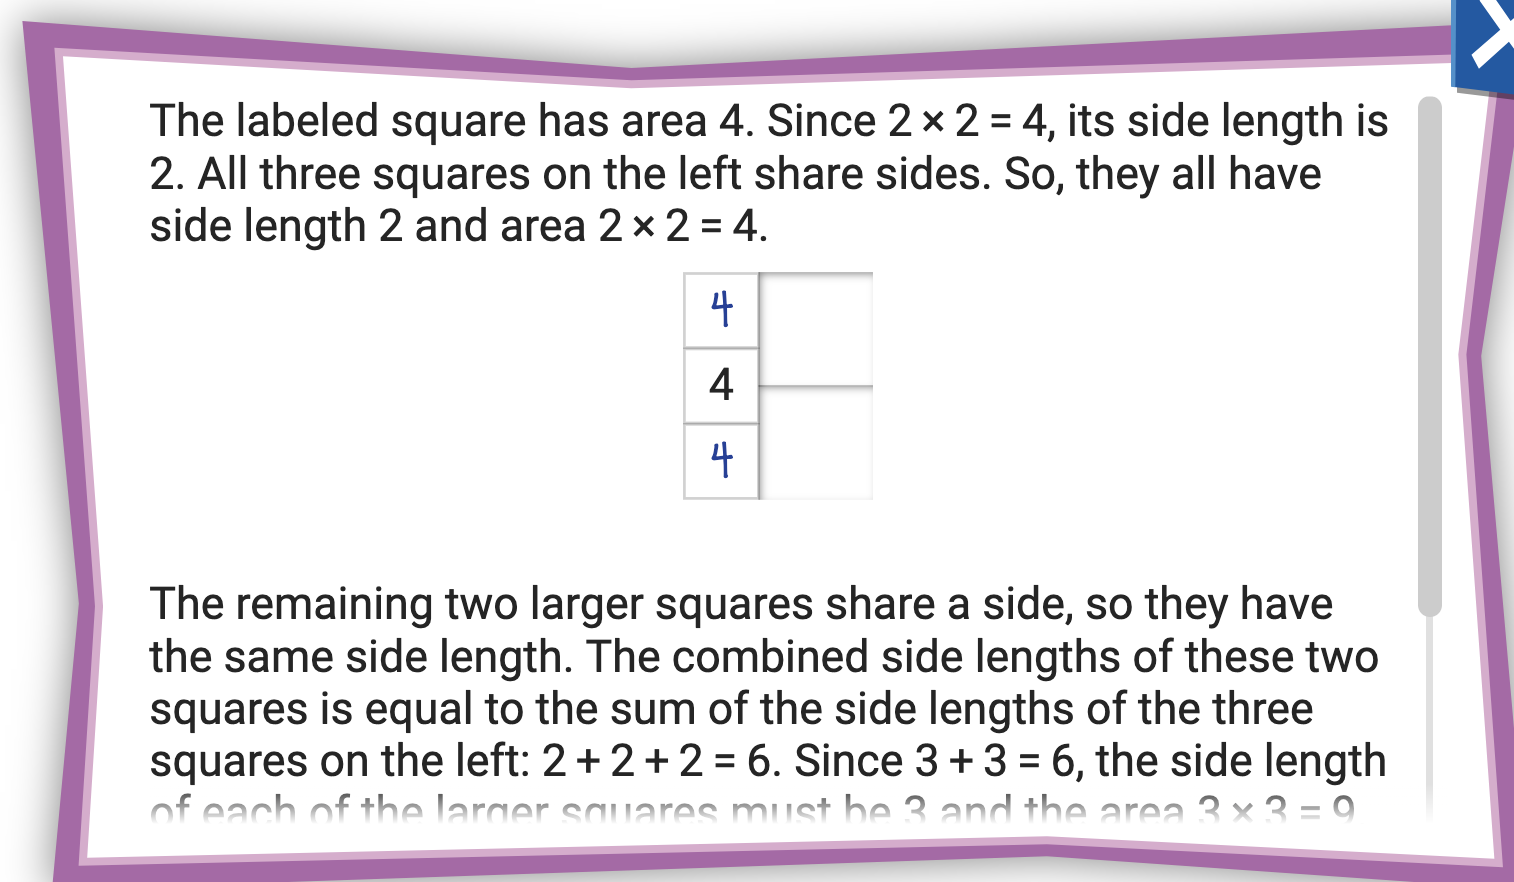 The labeled square has area 4. Since 2 × 2 = 4, its side length is
2. All three squares on the left share sides. So, they all have
side length 2 and area 2 × 2 = 4.
4
4
4
The remaining two larger squares share a side, so they have
the same side length. The combined side lengths of these two
squares is equal to the sum of the side lengths of the three
squares on the left: 2 + 2 + 2 = 6. Since 3 + 3 = 6, the side length
of each of the larger squares must be 3 and the area 3 × 3 = 9